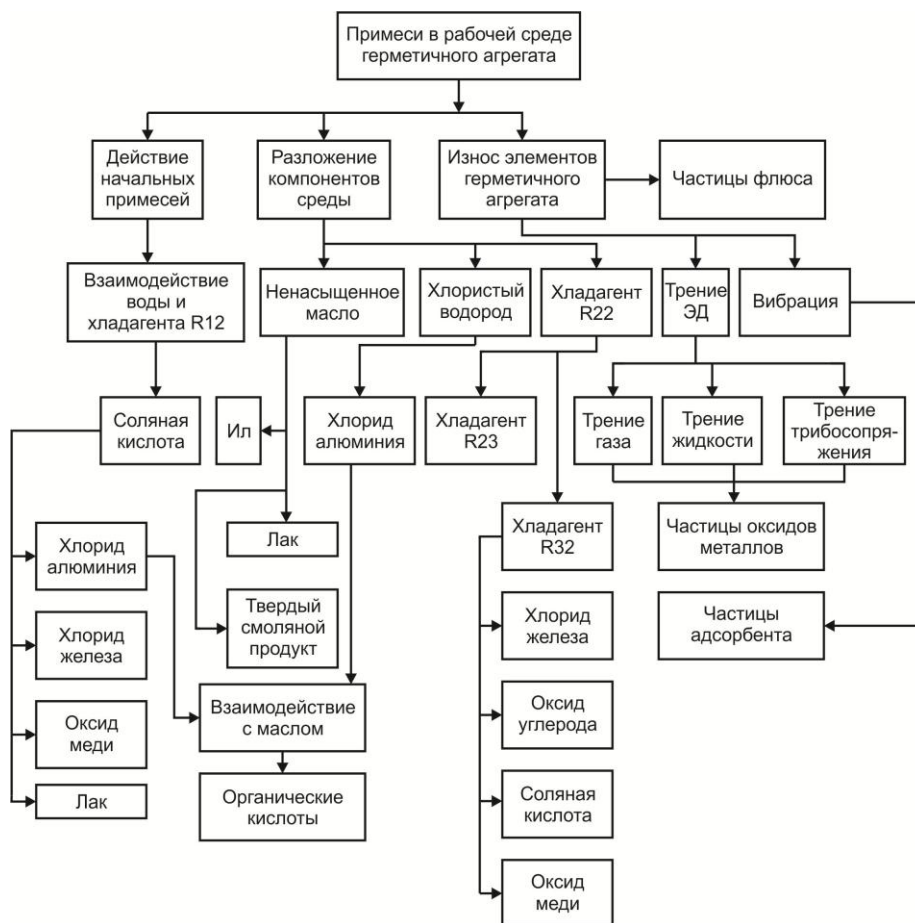 Примеси в рабочей среде
герметичного агрегата
Действие
начальных
примесей
Разложение
компонентов
среды
Износ элементов
герметичного
агрегата
Частицы флюса
Взаимодействие
воды и
хладагента R12
Ненасыщенное
масло
Хлористый
водород
Хладагент
R22
Трение
ЭД
Вибрация
Соляная
кислота
Ил
Хлорид
алюминия
Хладагент
R23
Трение
газа
Трение
жидкости
Трение
трибосопря-
жения
Хлорид
алюминия
Лак
Хладагент
R32
Частицы оксидов
металлов
Хлорид
железа
Твердый
смоляной
продукт
Хлорид
железа
Частицы
адсорбента
Оксид
меди
Взаимодействие
с маслом
Оксид
углерода
Лак
Органические
кислоты
Соляная
кислота
Оксид
меди